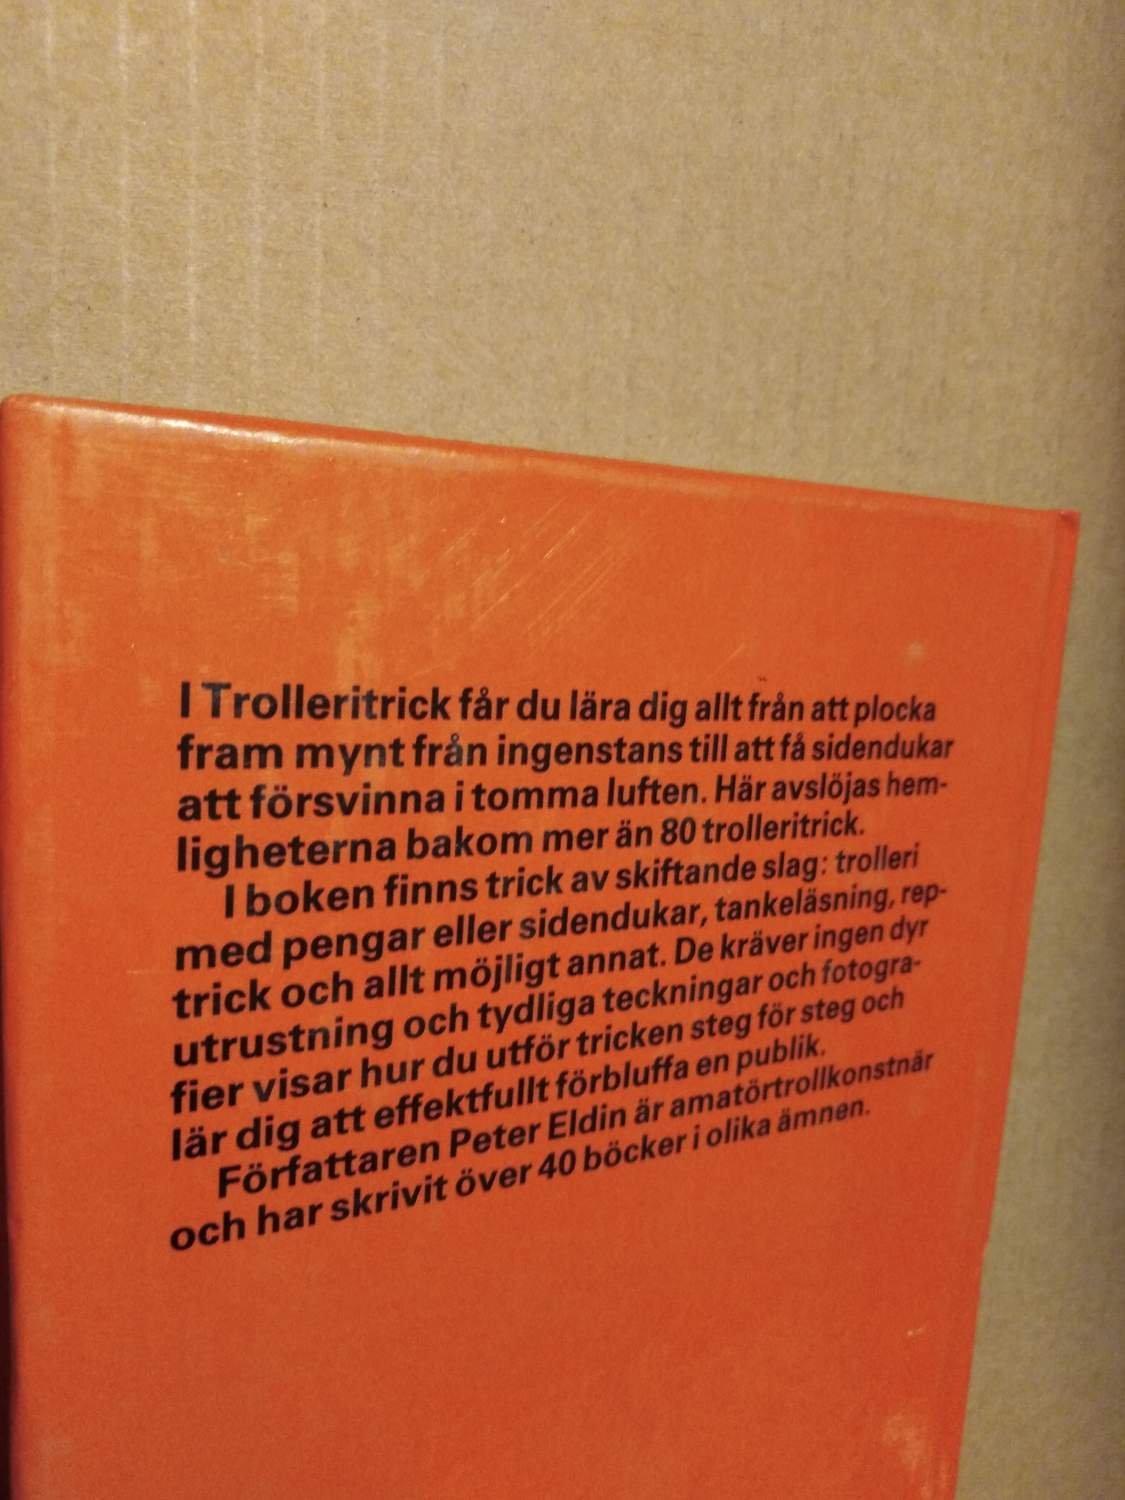 I Trolleritrick får du lära dig allt från att plocka
fram mynt från ingenstans till att få sidendukar
att försvinna i tomma luften. Här avslöjas hem-
ligheterna bakom mer än 80 trolleritrick.
I boken finns trick av skiftande slag: trolleri
med pengar eller sidendukar, tankeläsning, rep-
trick och allt möjligt annat. De kräver ingen dyr
utrustning och tydliga teckningar och fotogra-
fier visar hur du utför tricken steg för steg och
lär dig att effektfullt förbluffa en publik.
Författaren Peter Eldin är amatörtrollkonstnär
och har skrivit över 40 böcker i olika ämnen.